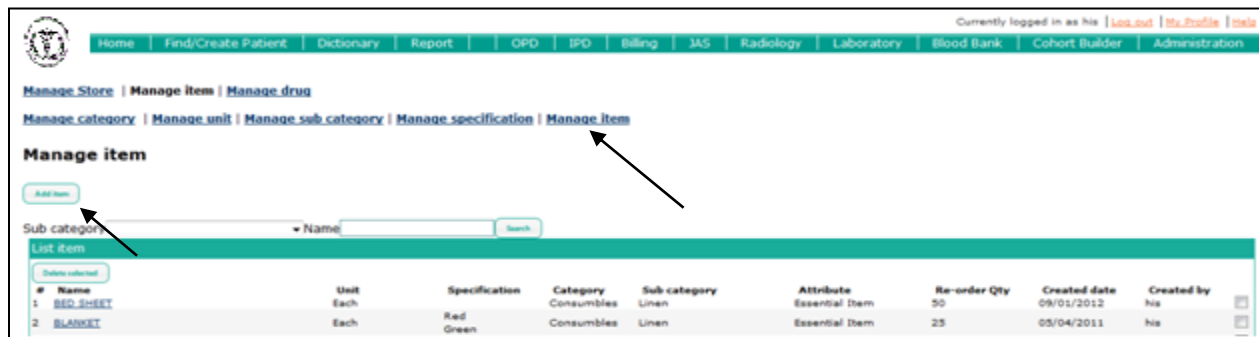 Currently logged in as his | Log out | My Profile | Help
Home | Find/Create Patient | Dictionary | Report | | OPD | IPD | Billing | JAS | Radiology | Laboratory | Blood Bank | Cohort Builder | Administration
Manage Store | Manage item | Manage drug
Manage category | Manage unit | Manage sub category | Manage specification | Manage item
Manage item
Add item
Sub category Name Search
List item
Delete selected
# Name Unit Specification Category Sub category Attribute Re-order Qty Created date Created by
1 BED SHEET Each Consumbles Linen Essential Item 50 09/01/2012 his
2 BLANKET Each Red Green Consumbles Linen Essential Item 25 05/04/2011 his